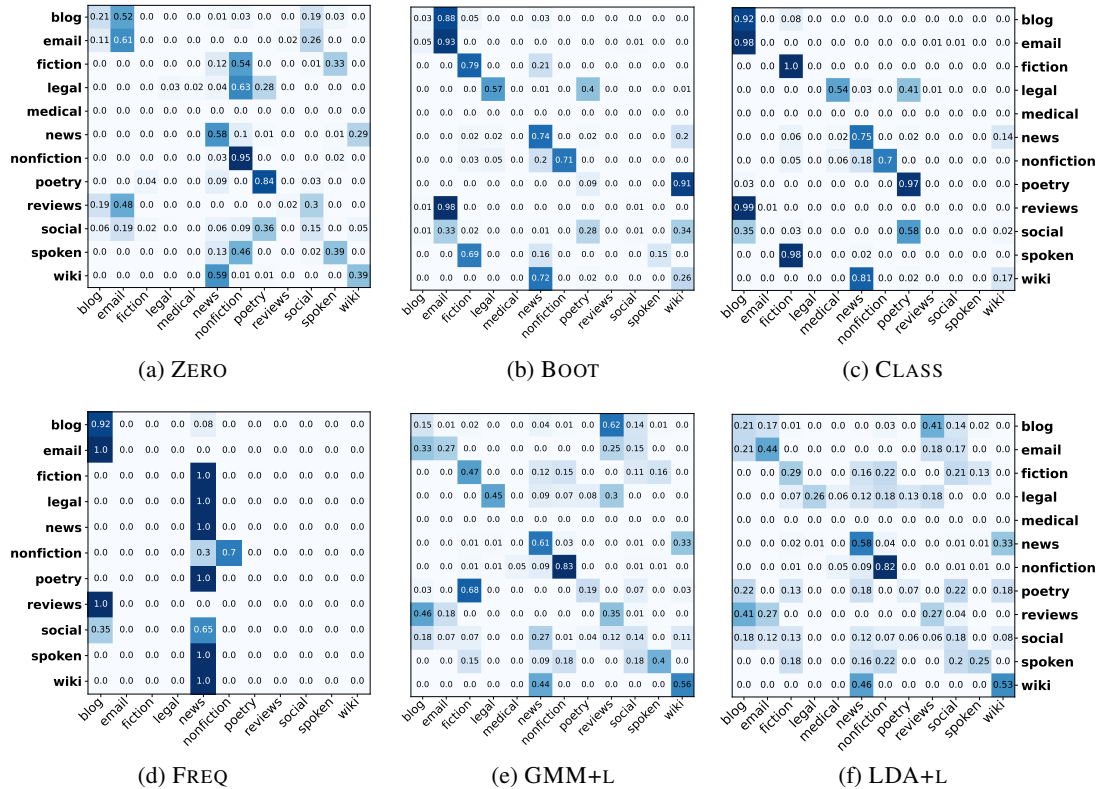 blog 0.21 0.52 0.0 0.0 0.0 0.01 0.03 0.0 0.0 0.19 0.03 0.0
email 0.11 0.61 0.0 0.0 0.0 0.0 0.0 0.0 0.02 0.26 0.0 0.0
fiction 0.0 0.0 0.0 0.0 0.0 0.12 0.54 0.0 0.0 0.01 0.33 0.0
legal 0.0 0.0 0.0 0.03 0.02 0.04 0.63 0.28 0.0 0.0 0.0 0.0
medical 0.0 0.0 0.0 0.0 0.0 0.0 0.0 0.0 0.0 0.0 0.0 0.0
news 0.0 0.0 0.0 0.0 0.0 0.58 0.1 0.01 0.0 0.0 0.01 0.29
nonfiction 0.0 0.0 0.0 0.0 0.0 0.03 0.95 0.0 0.0 0.0 0.02 0.0
poetry 0.0 0.0 0.04 0.0 0.0 0.09 0.0 0.84 0.0 0.03 0.0 0.0
reviews 0.19 0.48 0.0 0.0 0.0 0.0 0.0 0.0 0.02 0.3 0.0 0.0
social 0.06 0.19 0.02 0.0 0.0 0.06 0.09 0.36 0.0 0.15 0.0 0.05
spoken 0.0 0.0 0.0 0.0 0.0 0.13 0.46 0.0 0.0 0.02 0.39 0.0
wiki 0.0 0.0 0.0 0.0 0.0 0.59 0.01 0.01 0.0 0.0 0.0 0.39
blog email fiction legal medical news nonfiction poetry reviews social spoken wiki
(a) ZERO
0.03 0.88 0.05 0.0 0.0 0.01 0.0 0.03 0.0 0.0 0.0 0.0
0.05 0.93 0.0 0.0 0.0 0.0 0.0 0.0 0.0 0.01 0.0 0.0
0.0 0.0 0.79 0.0 0.0 0.21 0.0 0.0 0.0 0.0 0.0 0.0
0.0 0.0 0.0 0.57 0.0 0.01 0.0 0.4 0.0 0.01 0.0 0.0
0.0 0.0 0.0 0.0 0.0 0.0 0.0 0.0 0.0 0.0 0.0 0.0
0.0 0.0 0.02 0.02 0.0 0.74 0.0 0.02 0.0 0.0 0.0 0.2
0.0 0.0 0.03 0.05 0.0 0.2 0.71 0.0 0.0 0.0 0.0 0.0
0.0 0.0 0.0 0.0 0.0 0.0 0.0 0.09 0.0 0.0 0.0 0.91
0.01 0.98 0.0 0.0 0.0 0.0 0.0 0.0 0.0 0.0 0.0 0.0
0.01 0.33 0.01 0.0 0.0 0.01 0.0 0.28 0.0 0.01 0.0 0.34
0.0 0.0 0.69 0.0 0.0 0.16 0.0 0.0 0.0 0.0 0.15 0.0
0.0 0.0 0.01 0.0 0.0 0.72 0.0 0.02 0.0 0.0 0.0 0.26
blog email fiction legal medical news nonfiction poetry reviews social spoken wiki
(b) BOOT
0.92 0.0 0.08 0.0 0.0 0.0 0.0 0.0 0.0 0.0 0.0 0.0 blog
0.98 0.0 0.0 0.0 0.0 0.0 0.0 0.0 0.01 0.01 0.0 0.0 email
0.0 0.0 1.0 0.0 0.0 0.0 0.0 0.0 0.0 0.0 0.0 0.0 fiction
0.0 0.0 0.0 0.0 0.54 0.03 0.0 0.41 0.01 0.0 0.0 0.0 legal
0.0 0.0 0.0 0.0 0.0 0.0 0.0 0.0 0.0 0.0 0.0 0.0 medical
0.0 0.0 0.06 0.0 0.02 0.75 0.0 0.02 0.0 0.0 0.0 0.14 news
0.0 0.0 0.05 0.0 0.06 0.18 0.7 0.0 0.0 0.0 0.0 0.0 nonfiction
0.03 0.0 0.0 0.0 0.0 0.0 0.0 0.97 0.0 0.0 0.0 0.0 poetry
0.99 0.01 0.0 0.0 0.0 0.0 0.0 0.0 0.0 0.0 0.0 0.0 reviews
0.35 0.0 0.03 0.0 0.0 0.0 0.0 0.58 0.0 0.0 0.0 0.02 social
0.0 0.0 0.98 0.0 0.0 0.02 0.0 0.0 0.0 0.0 0.0 0.0 spoken
0.0 0.0 0.0 0.0 0.0 0.81 0.0 0.02 0.0 0.0 0.0 0.17 wiki
blog email fiction legal medical news nonfiction poetry reviews social spoken wiki
(c) CLASS
blog 0.92 0.0 0.0 0.0 0.08 0.0 0.0 0.0 0.0 0.0 0.0
email 1.0 0.0 0.0 0.0 0.0 0.0 0.0 0.0 0.0 0.0 0.0
fiction 0.0 0.0 0.0 0.0 1.0 0.0 0.0 0.0 0.0 0.0 0.0
legal 0.0 0.0 0.0 0.0 1.0 0.0 0.0 0.0 0.0 0.0 0.0
news 0.0 0.0 0.0 0.0 1.0 0.0 0.0 0.0 0.0 0.0 0.0
nonfiction 0.0 0.0 0.0 0.0 0.3 0.7 0.0 0.0 0.0 0.0 0.0
poetry 0.0 0.0 0.0 0.0 1.0 0.0 0.0 0.0 0.0 0.0 0.0
reviews 1.0 0.0 0.0 0.0 0.0 0.0 0.0 0.0 0.0 0.0 0.0
social 0.35 0.0 0.0 0.0 0.65 0.0 0.0 0.0 0.0 0.0 0.0
spoken 0.0 0.0 0.0 0.0 1.0 0.0 0.0 0.0 0.0 0.0 0.0
wiki 0.0 0.0 0.0 0.0 1.0 0.0 0.0 0.0 0.0 0.0 0.0
blog email fiction legal news nonfiction poetry reviews social spoken wiki
(d) FREQ
0.15 0.01 0.02 0.0 0.0 0.04 0.01 0.0 0.62 0.14 0.01 0.0
0.33 0.27 0.0 0.0 0.0 0.0 0.0 0.0 0.25 0.15 0.0 0.0
0.0 0.0 0.47 0.0 0.0 0.12 0.15 0.0 0.0 0.11 0.16 0.0
0.0 0.0 0.0 0.45 0.0 0.09 0.07 0.08 0.3 0.0 0.0 0.0
0.0 0.0 0.0 0.0 0.0 0.0 0.0 0.0 0.0 0.0 0.0 0.0
0.0 0.0 0.01 0.01 0.0 0.61 0.03 0.0 0.0 0.0 0.0 0.33
0.0 0.0 0.0 0.0 0.05 0.09 0.83 0.0 0.0 0.0 0.0 0.0
0.03 0.0 0.68 0.0 0.0 0.03 0.0 0.19 0.0 0.04 0.0 0.03
0.46 0.18 0.0 0.0 0.0 0.0 0.0 0.0 0.35 0.0 0.0 0.0
0.18 0.07 0.07 0.0 0.0 0.27 0.01 0.04 0.12 0.14 0.0 0.11
0.0 0.0 0.15 0.0 0.0 0.09 0.18 0.0 0.0 0.18 0.4 0.0
0.0 0.0 0.0 0.0 0.0 0.44 0.0 0.0 0.0 0.0 0.0 0.56
blog email fiction legal medical news nonfiction poetry reviews social spoken wiki
(e) GMM+L
0.21 0.17 0.01 0.0 0.0 0.0 0.03 0.0 0.41 0.14 0.02 0.0 blog
0.21 0.44 0.0 0.0 0.0 0.0 0.0 0.0 0.18 0.17 0.0 0.0 email
0.0 0.0 0.29 0.0 0.0 0.16 0.22 0.0 0.0 0.21 0.13 0.0 fiction
0.0 0.0 0.07 0.26 0.06 0.12 0.18 0.13 0.18 0.0 0.0 0.0 legal
0.0 0.0 0.0 0.0 0.0 0.0 0.0 0.0 0.0 0.0 0.0 0.0 medical
0.0 0.0 0.02 0.01 0.0 0.58 0.04 0.0 0.0 0.01 0.01 0.33 news
0.0 0.0 0.0 0.0 0.05 0.09 0.82 0.0 0.0 0.0 0.0 0.0 nonfiction
0.22 0.0 0.13 0.0 0.0 0.18 0.0 0.07 0.0 0.22 0.0 0.18 poetry
0.41 0.27 0.0 0.0 0.0 0.0 0.0 0.0 0.27 0.04 0.0 0.0 reviews
0.18 0.12 0.13 0.0 0.0 0.12 0.07 0.06 0.06 0.18 0.0 0.08 social
0.0 0.0 0.18 0.0 0.0 0.16 0.22 0.0 0.0 0.2 0.25 0.0 spoken
0.0 0.0 0.0 0.0 0.0 0.46 0.0 0.0 0.0 0.0 0.0 0.53 wiki
blog email fiction legal medical news nonfiction poetry reviews social spoken wiki
(f) LDA+L